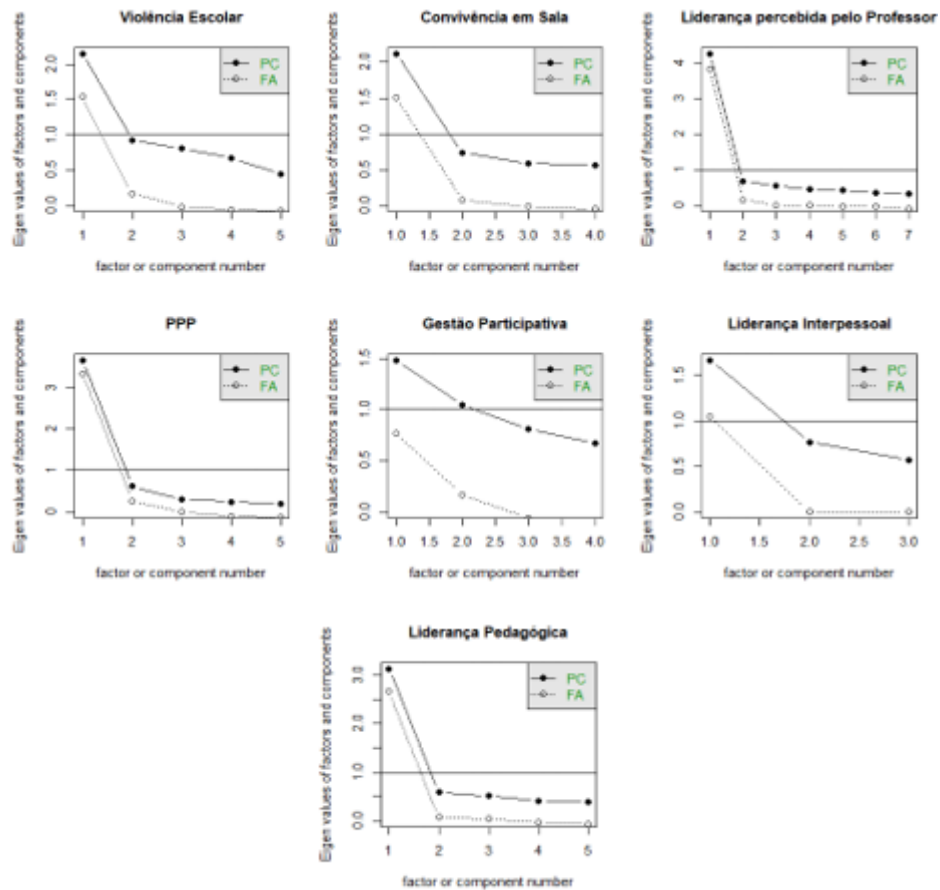 Violência Escolar
Eigen values of factors and components
2.0
1.5
1.0
0.5
0.0
PC
FA
1 2 3 4 5
factor or component number
Convivência em Sala
Eigen values of factors and components
2.0
1.5
1.0
0.5
0.0
PC
FA
1.0 1.5 2.0 2.5 3.0 3.5 4.0
factor or component number
Liderança percebida pelo Professor
Eigen values of factors and components
4
3
2
1
0
PC
FA
1 2 3 4 5 6 7
factor or component number
PPP
Eigen values of factors and components
3
2
1
0
PC
FA
1 2 3 4 5
factor or component number
Gestão Participativa
Eigen values of factors and components
1.5
1.0
0.5
0.0
PC
FA
1.0 1.5 2.0 2.5 3.0 3.5 4.0
factor or component number
Liderança Interpessoal
Eigen values of factors and components
1.5
1.0
0.5
0.0
PC
FA
1.0 1.5 2.0 2.5 3.0
factor or component number
Liderança Pedagógica
Eigen values of factors and components
3.0
2.0
1.0
0.0
PC
FA
1 2 3 4 5
factor or component number